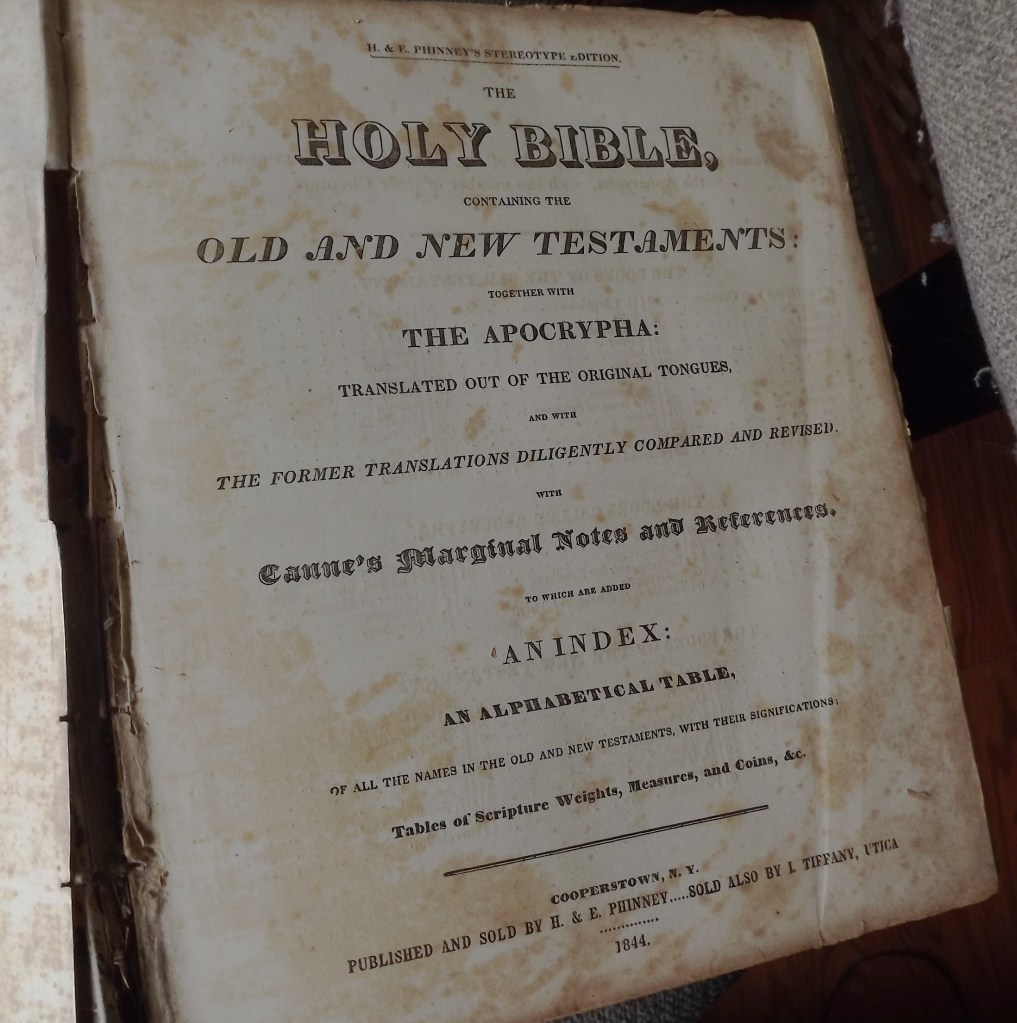 H. & E. PHINNEY'S STEREOTYPE EDITION.
THE
HOLY BIBLE,
CONTAINING THE
OLD AND NEW TESTAMENTS:
TOGETHER WITH
THE APOCRYPHA:
TRANSLATED OUT OF THE ORIGINAL TONGUES,
AND WITH
THE FORMER TRANSLATIONS DILIGENTLY COMPARED AND REVISED.
WITH
Canne's Marginal Notes and References.
TO WHICH ARE ADDED
AN INDEX:
AN ALPHABETICAL TABLE,
OF ALL THE NAMES IN THE OLD AND NEW TESTAMENTS, WITH THEIR SIGNIFICATIONS;
Tables of Scripture Weights, Measures, and Coins, &c.
COOPERSTOWN, N. Y.
PUBLISHED AND SOLD BY H. & E. PHINNEY.....SOLD ALSO BY I. TIFFANY, UTICA
..............
1844.